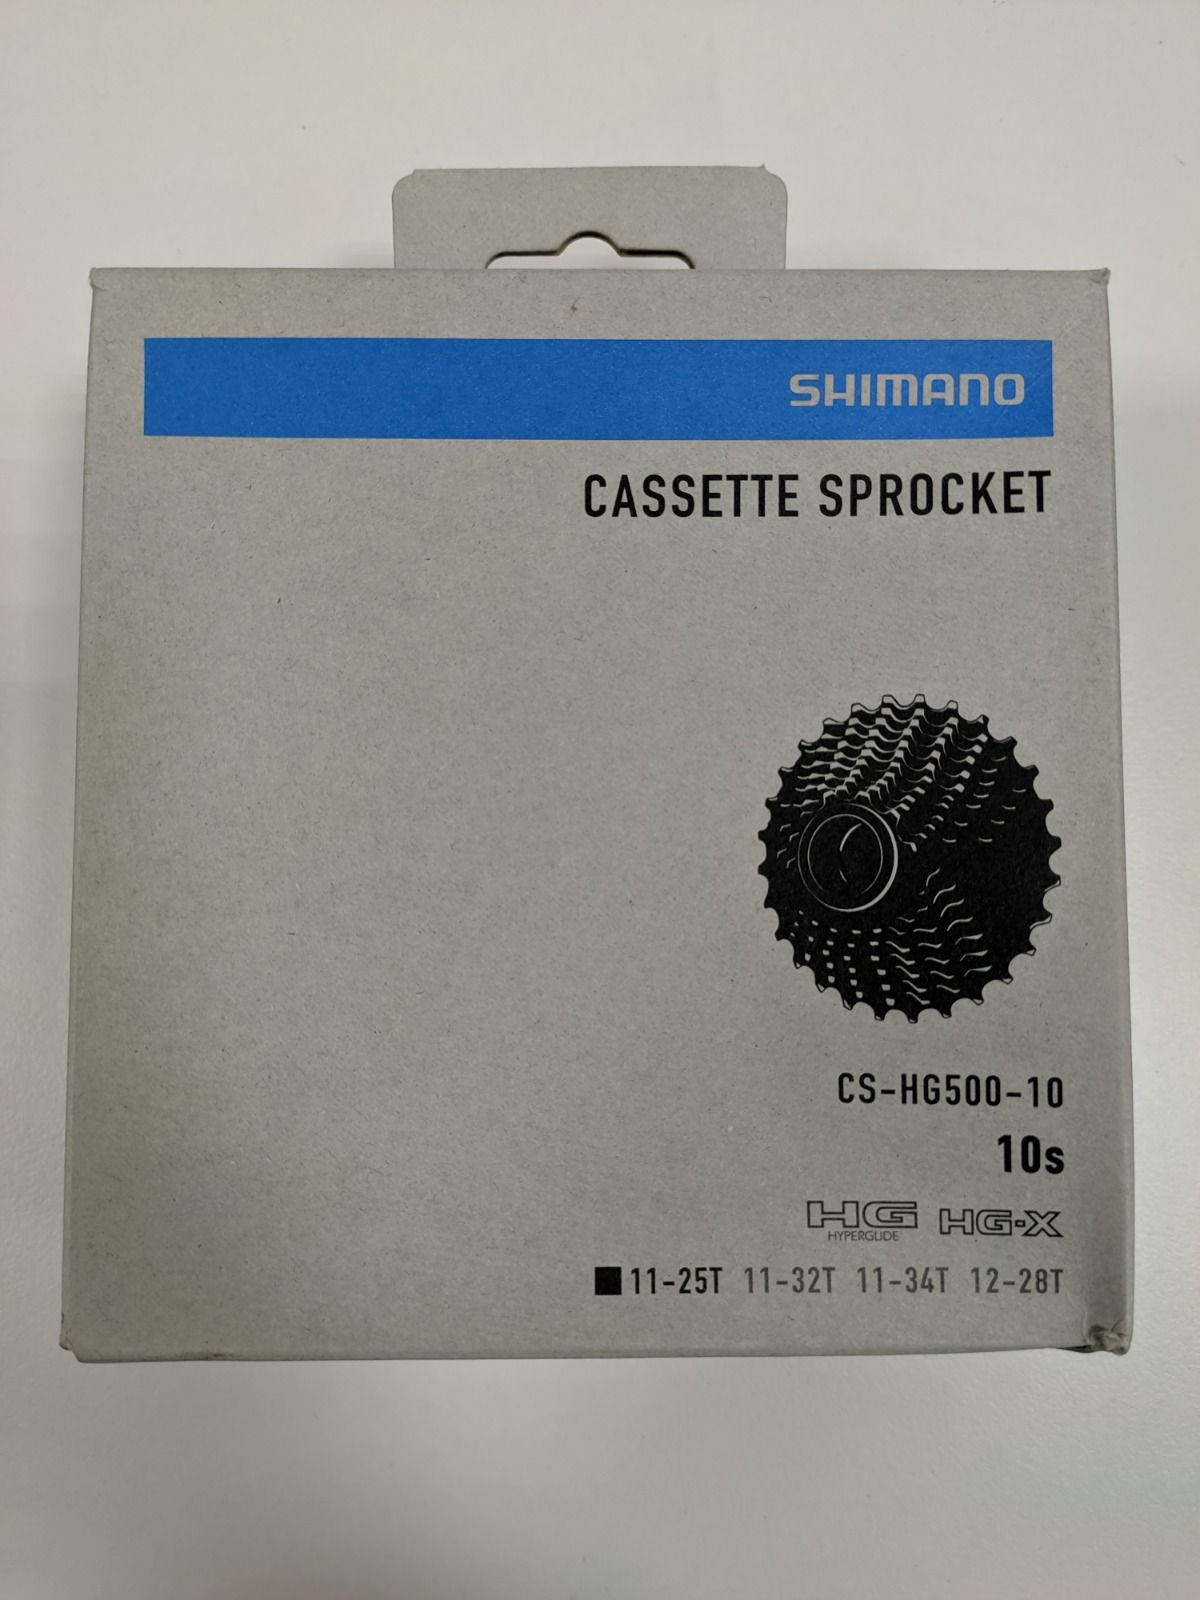 SHIMANO
CASSETTE SPROCKET
CS-HG500-10
10s
HG HG-X
HYPERGLIDE
■11-25T 11-32T 11-34T 12-28T